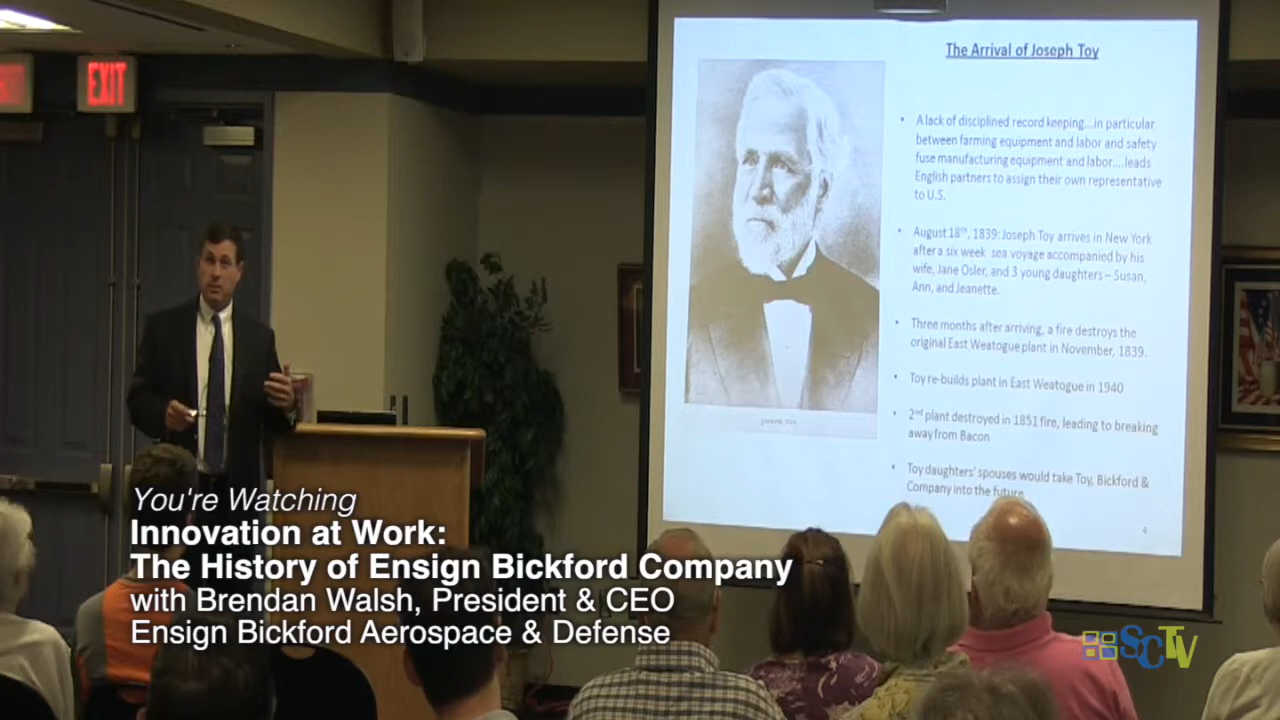 EXIT
The Arrival of Joseph Toy
• A lack of disciplined record keeping...in particular
between farming equipment and labor and safety
fuse manufacturing equipment and labor....leads
English partners to assign their own representative
to U.S.
• August 18th, 1839: Joseph Toy arrives in New York
after a six week sea voyage accompanied by his
wife, Jane Osler, and 3 young daughters – Susan,
Ann, and Jeanette.
• Three months after arriving, a fire destroys the
original East Weatogue plant in November, 1839.
• Toy re-builds plant in East Weatogue in 1940
• 2nd plant destroyed in 1851 fire, leading to breaking
away from Bacon
• Toy daughters' spouses would take Toy, Bickford &
Company into the future
JOSEPH TOY
4
You're Watching
Innovation at Work:
The History of Ensign Bickford Company
with Brendan Walsh, President & CEO
Ensign Bickford Aerospace & Defense
SCTV